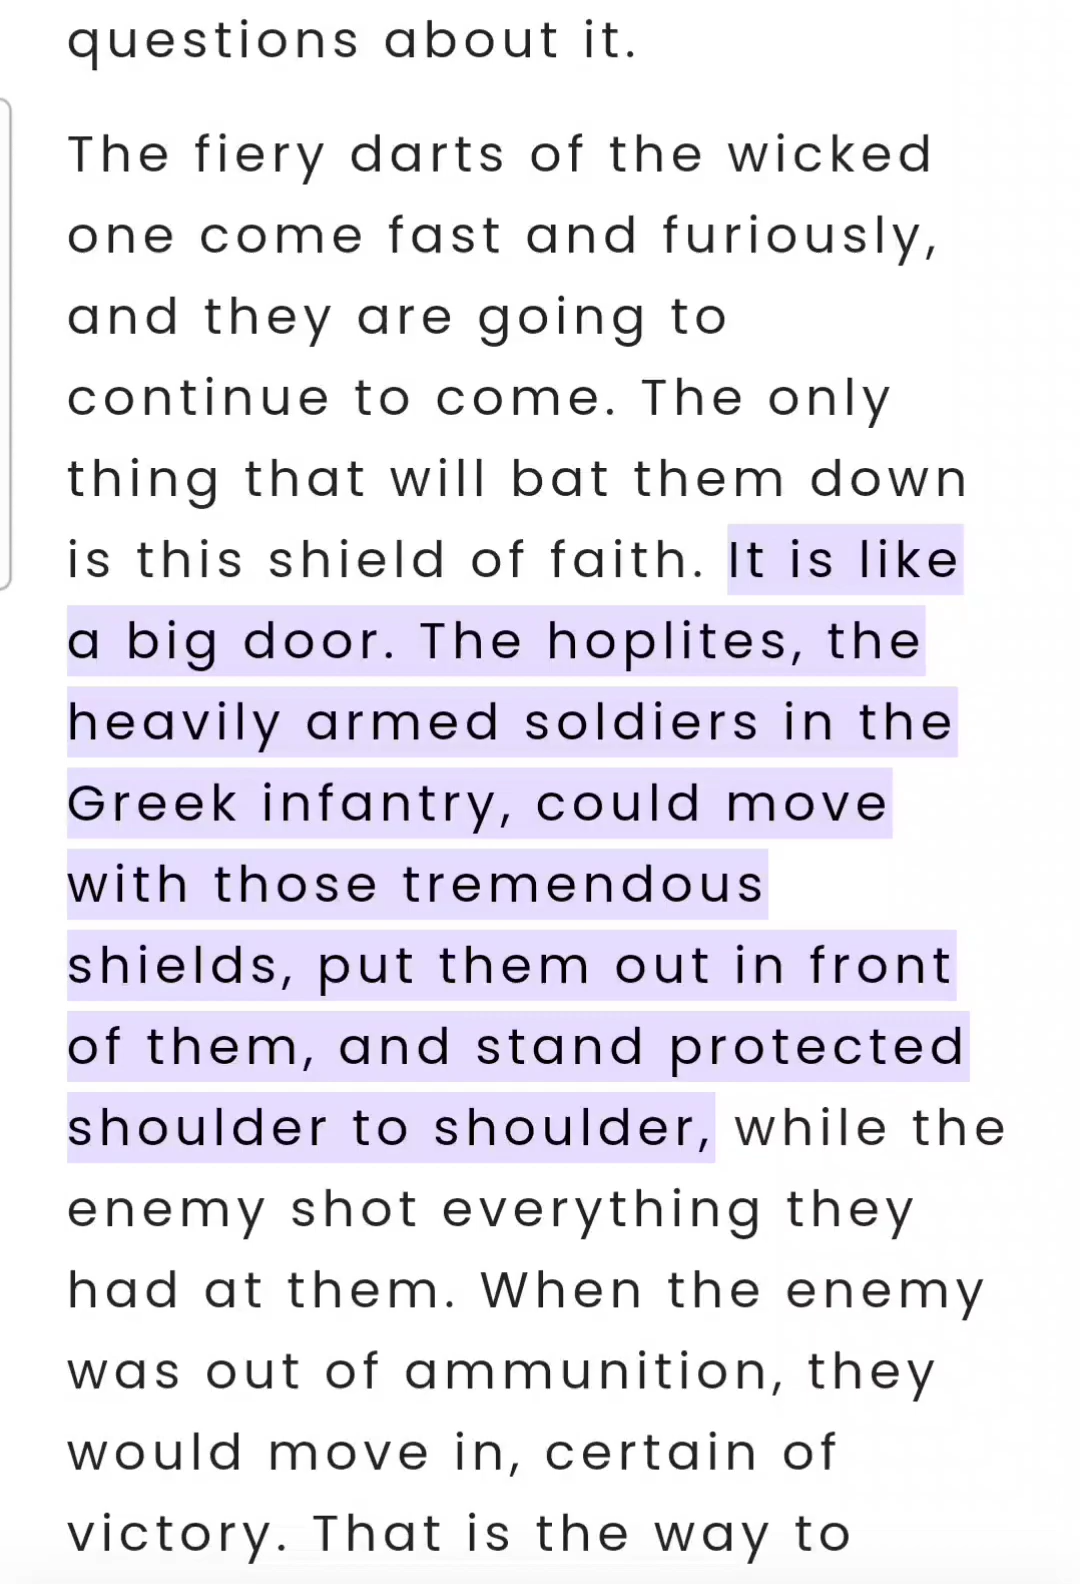 questions about it.
The fiery darts of the wicked
one come fast and furiously,
and they are going to
continue to come. The only
thing that will bat them down
is this shield of faith. It is like
a big door. The hoplites, the
heavily armed soldiers in the
Greek infantry, could move
with those tremendous
shields, put them out in front
of them, and stand protected
shoulder to shoulder, while the
enemy shot everything they
had at them. When the enemy
was out of ammunition, they
would move in, certain of
victory. That is the way to